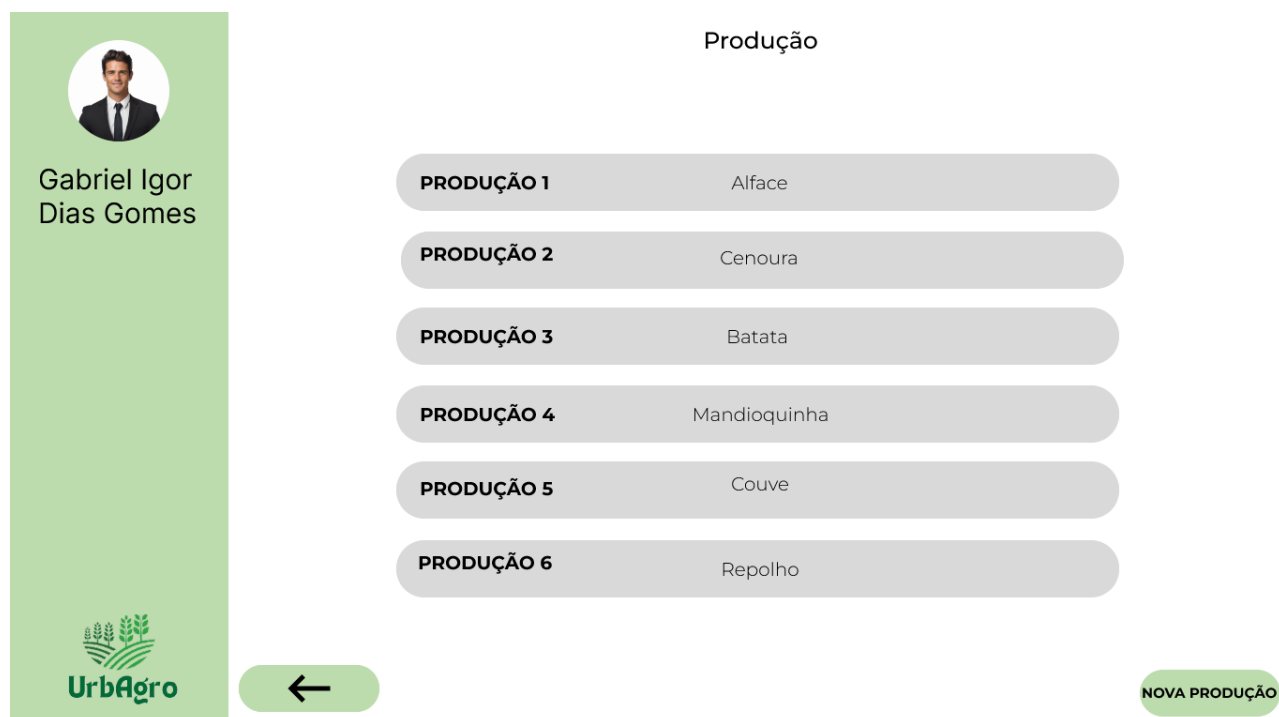 Produção
Gabriel Igor
Dias Gomes
PRODUÇÃO 1 Alface
PRODUÇÃO 2 Cenoura
PRODUÇÃO 3 Batata
PRODUÇÃO 4 Mandioquinha
PRODUÇÃO 5 Couve
PRODUÇÃO 6 Repolho
UrbAgro
NOVA PRODUÇÃO